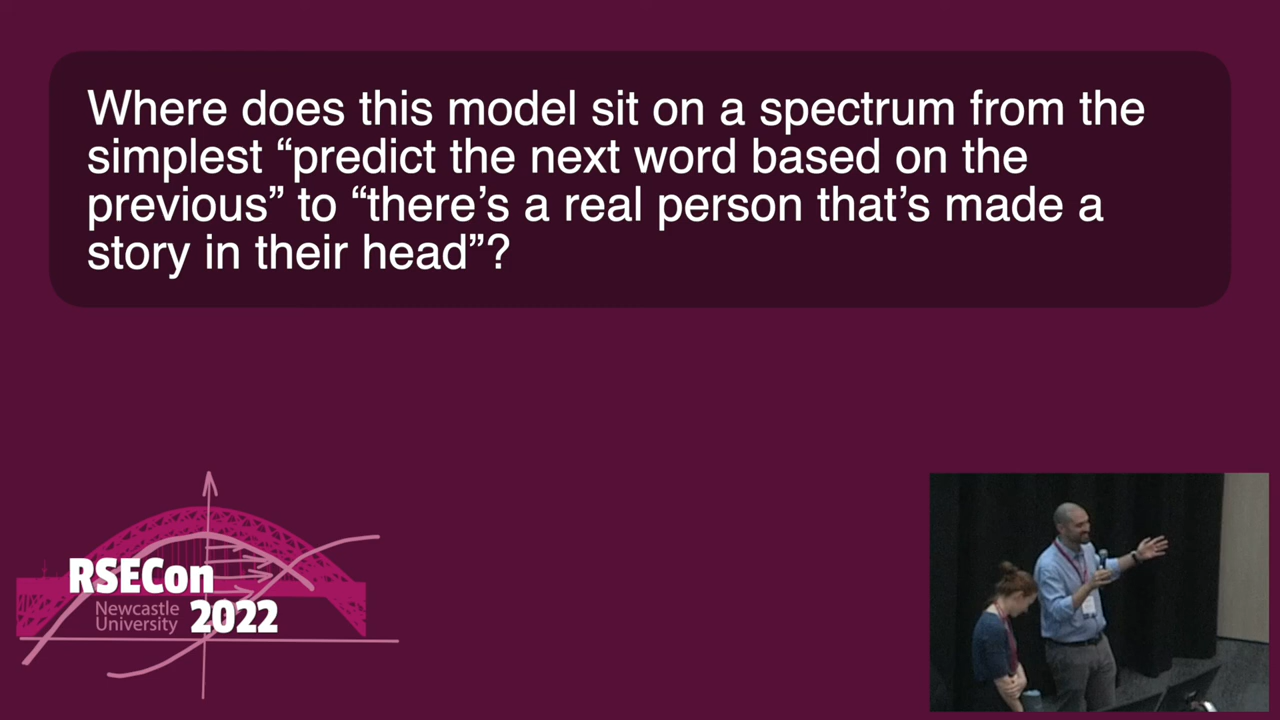 Where does this model sit on a spectrum from the
simplest “predict the next word based on the
previous” to “there’s a real person that’s made a
story in their head”?
RSECon
Newcastle
University 2022